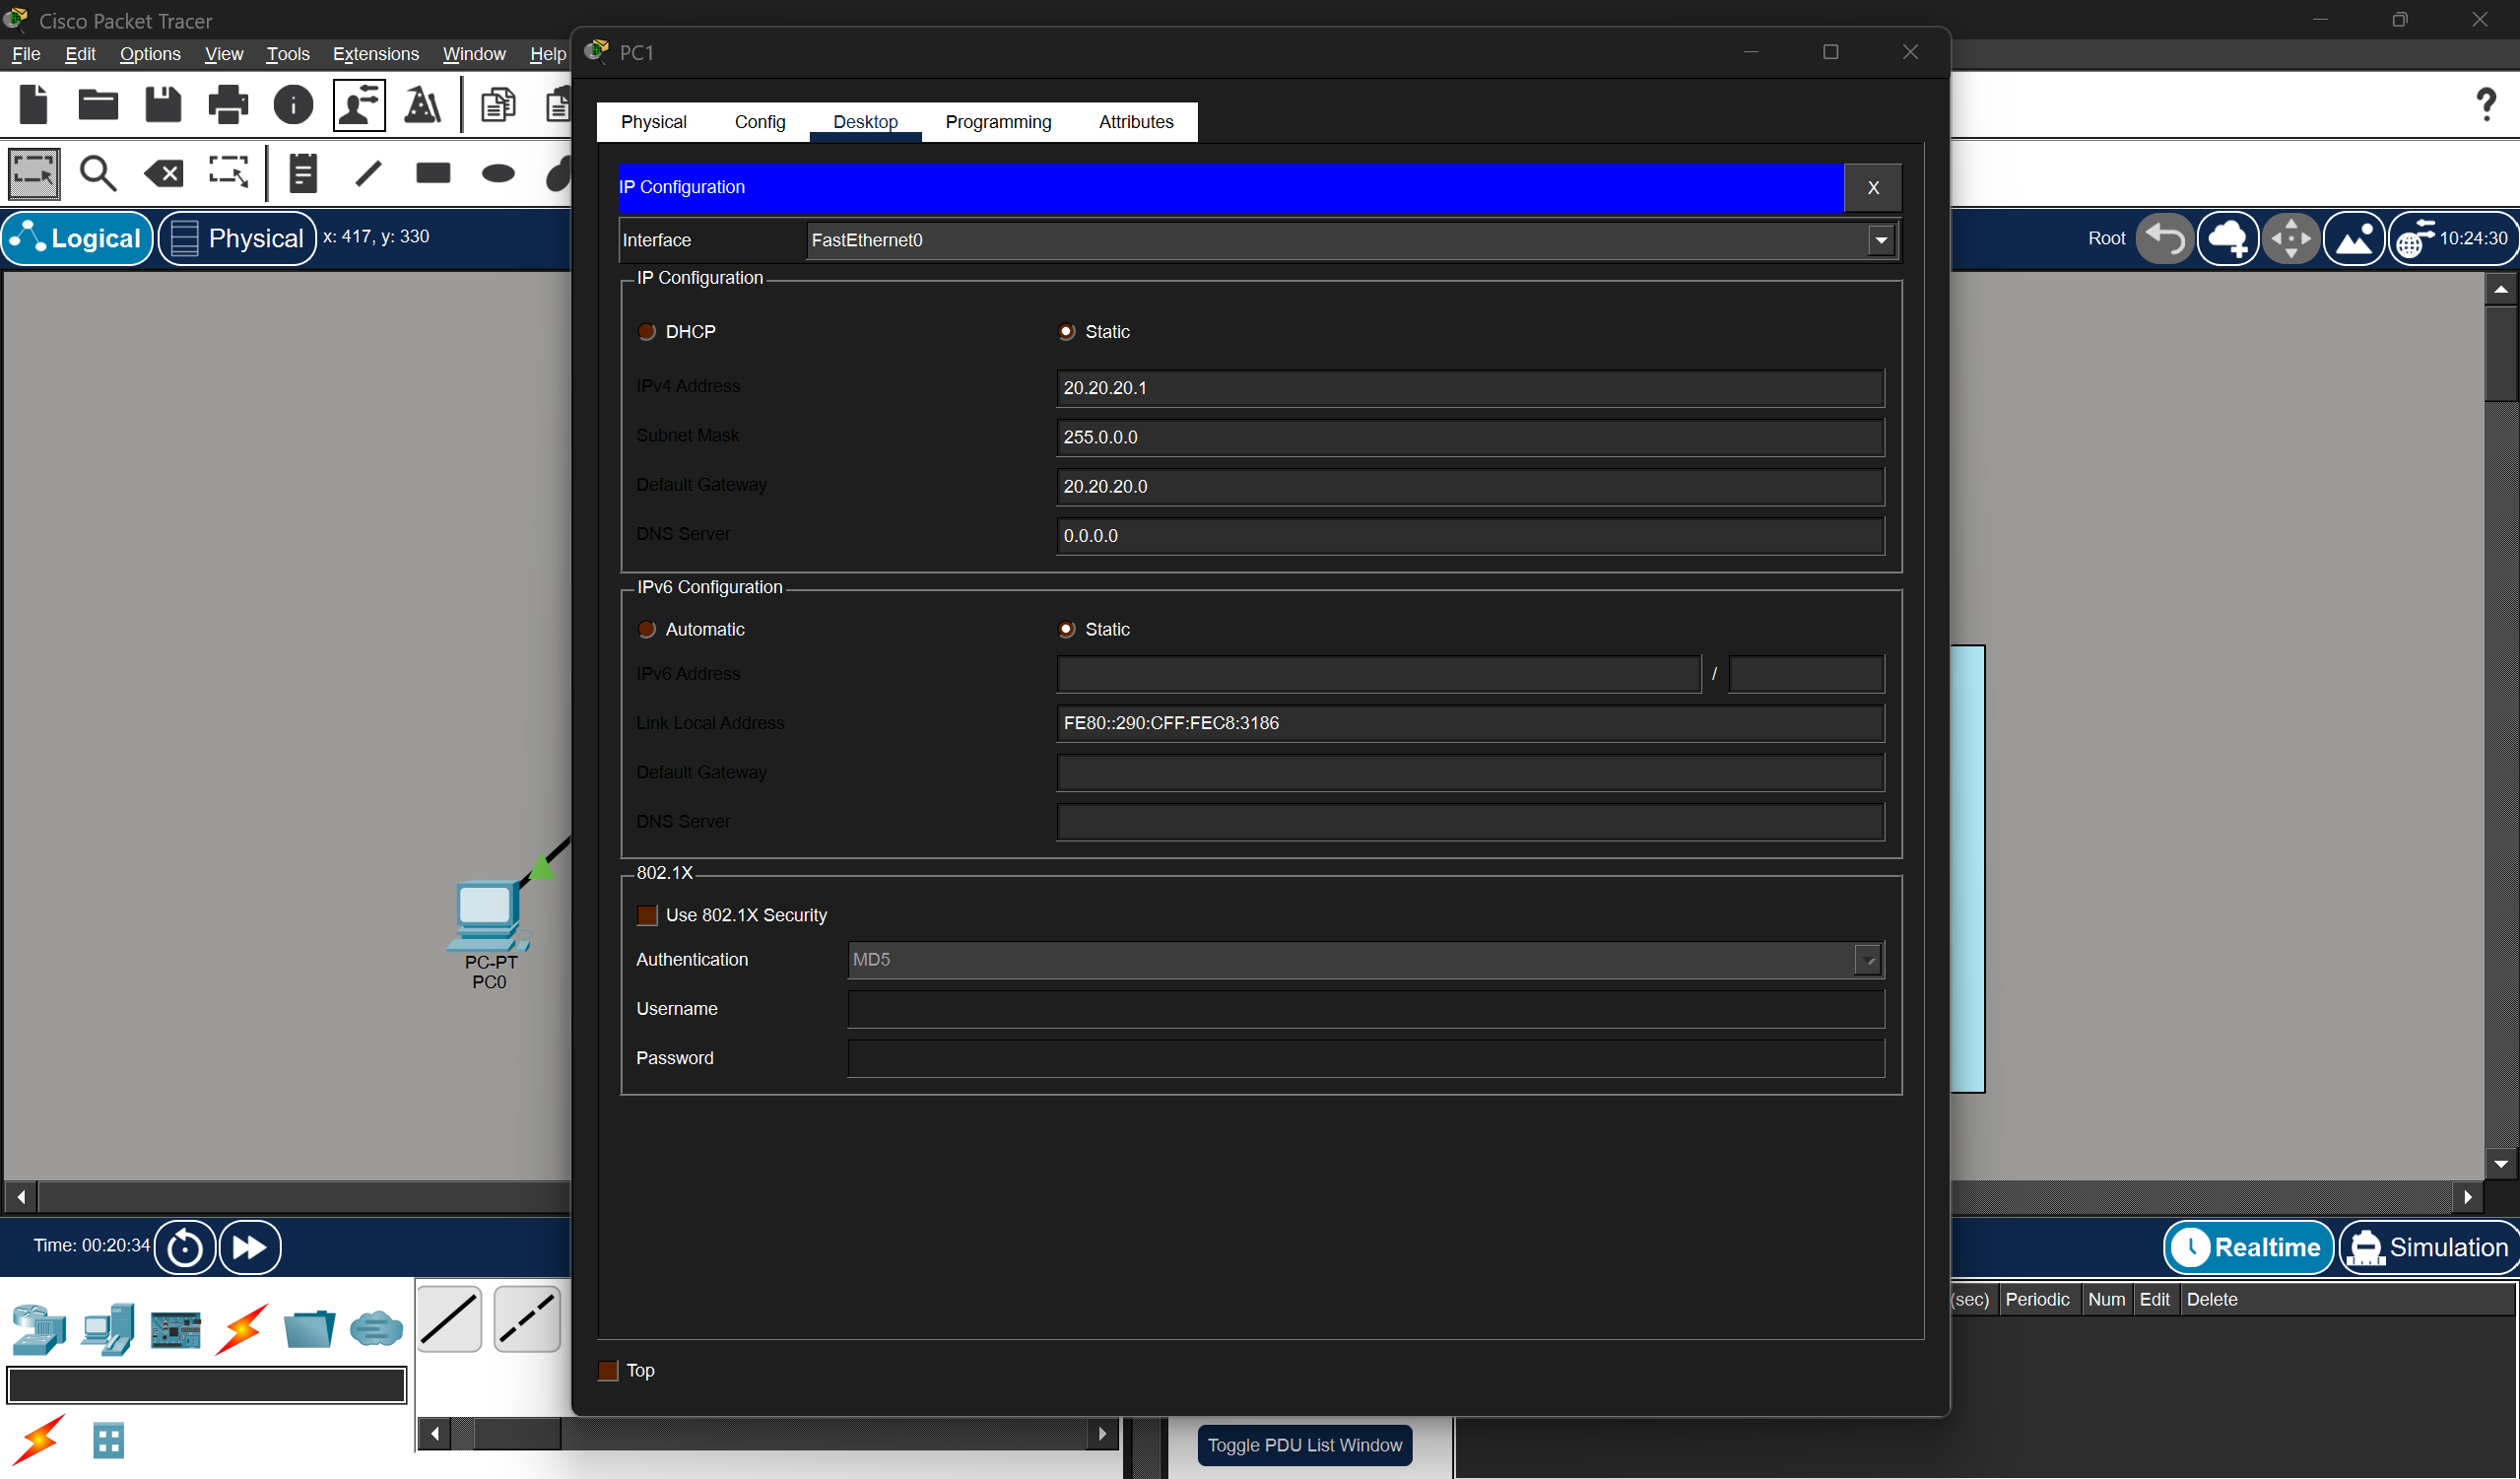 Cisco Packet Tracer
File Edit Options View Tools Extensions Window Help
PC1
Physical Config Desktop Programming Attributes
IP Configuration X
Logical Physical x: 417, y: 330
Root 10:24:30
Interface FastEthernet0
IP Configuration
DHCP Static
IPv4 Address 20.20.20.1
Subnet Mask 255.0.0.0
Default Gateway 20.20.20.0
DNS Server 0.0.0.0
IPv6 Configuration
Automatic Static
IPv6 Address /
Link Local Address FE80::290:CFF:FEC8:3186
Default Gateway
DNS Server
802.1X
Use 802.1X Security
Authentication MD5
Username
Password
PC-PT
PC0
Time: 00:20:34
Realtime Simulation
(sec) Periodic Num Edit Delete
Top
Toggle PDU List Window